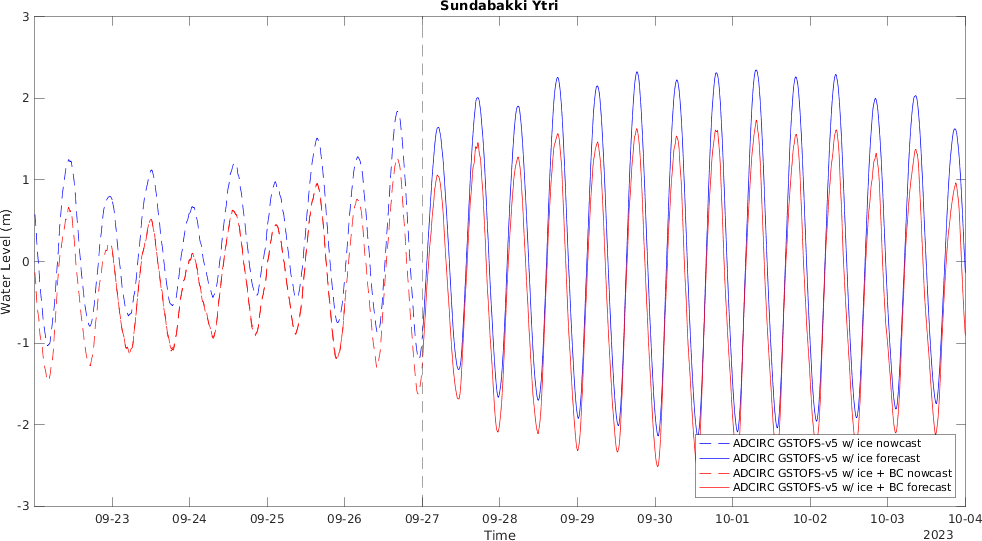 Sundabakki Ytri
3
2
1
0
-1
-2
-3
Water Level (m)
ADCIRC GSTOFS-v5 w/ ice nowcast
ADCIRC GSTOFS-v5 w/ ice forecast
ADCIRC GSTOFS-v5 w/ ice + BC nowcast
ADCIRC GSTOFS-v5 w/ ice + BC forecast
09-23 09-24 09-25 09-26 09-27 09-28 09-29 09-30 10-01 10-02 10-03 10-04
Time
2023